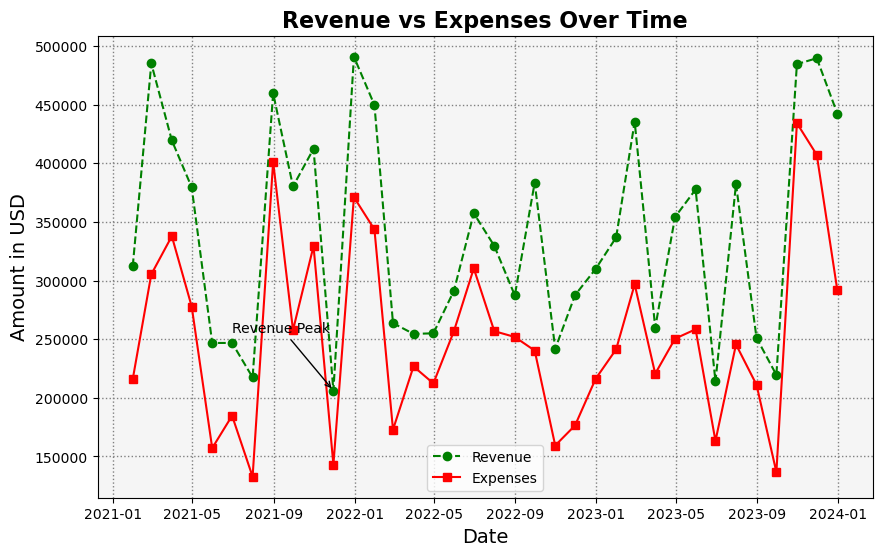 Revenue vs Expenses Over Time
Amount in USD
500000
450000
400000
350000
300000
250000
200000
150000
Revenue Peak
Revenue
Expenses
2021-01 2021-05 2021-09 2022-01 2022-05 2022-09 2023-01 2023-05 2023-09 2024-01
Date